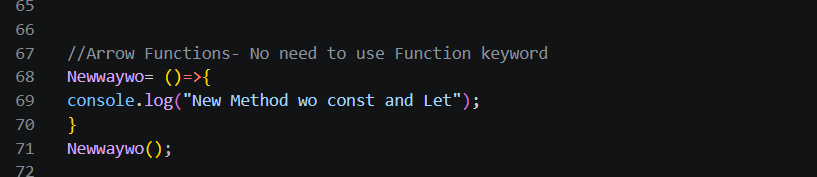 65
66
67 //Arrow Functions- No need to use Function keyword
68 Newwaywo= ()=>{
69 console.log("New Method wo const and Let");
70 }
71 Newwaywo();
72